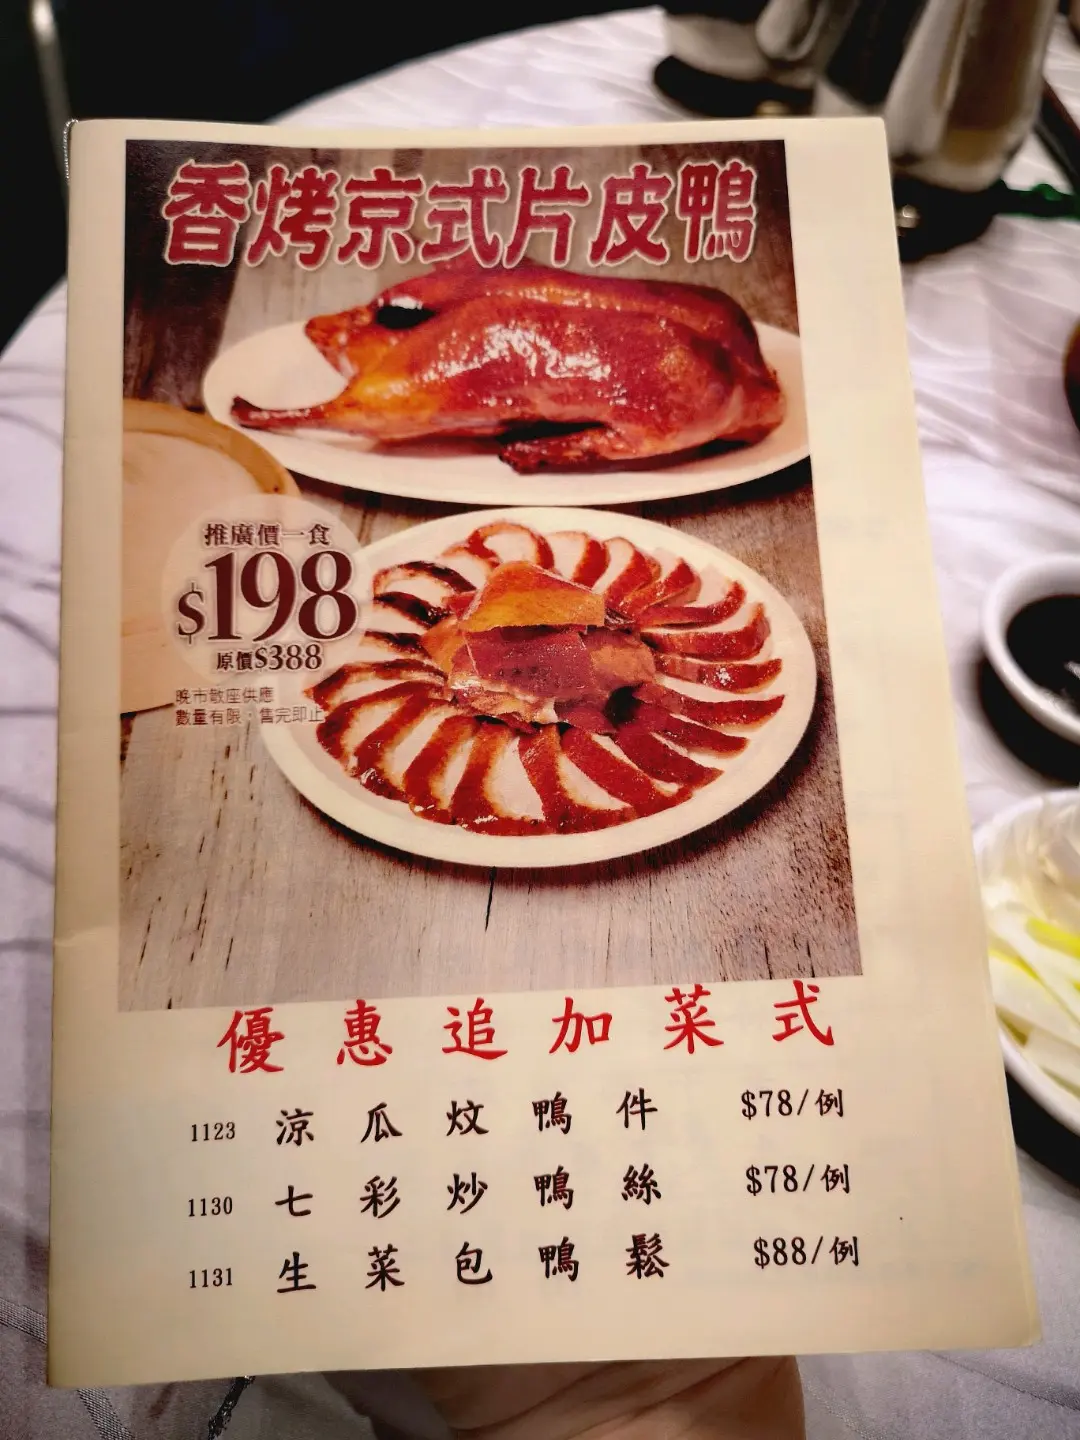 香烤京式片皮鴨
推廣價一食
$198
原價$388
晚市散座供應
數量有限，售完即止
優惠追加菜式
1123 涼瓜炆鴨件 $78/例
1130 七彩炒鴨絲 $78/例
1131 生菜包鴨鬆 $88/例